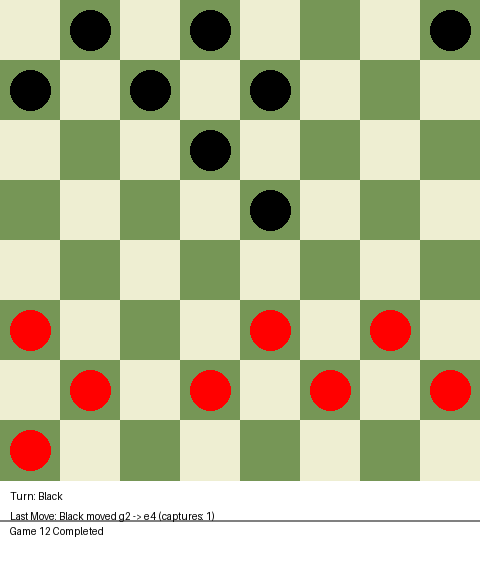 Turn: Black
Last Move: Black moved g2 -> e4 (captures: 1)
Game 12 Completed